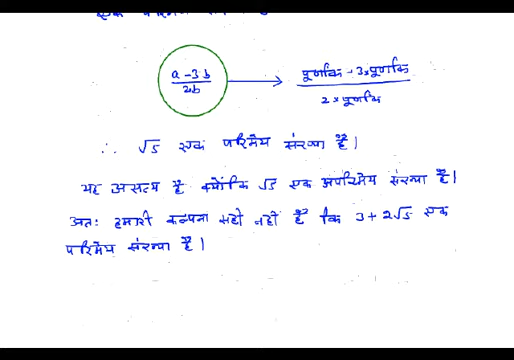 a - 3b / 2b → पूर्णांक - 3 × पूर्णांक / 2 × पूर्णांक
∴ √5 एक परिमेय संख्या है।
यह असत्य है क्योंकि √5 एक अपरिमेय संख्या है।
अतः हमारी कल्पना सही नहीं है कि 3 + 2√5 एक
परिमेय संख्या है।